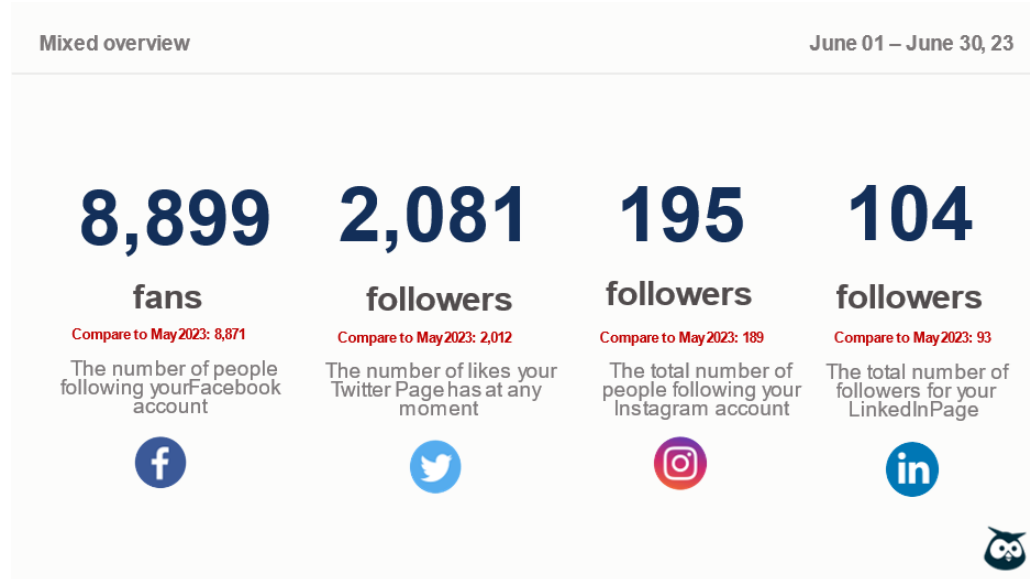 Mixed overview
June 01 – June 30, 23
8,899
fans
Compare to May 2023: 8,871
The number of people
following yourFacebook
account
2,081
followers
Compare to May 2023: 2,012
The number of likes your
Twitter Page has at any
moment
195
followers
Compare to May 2023: 189
The total number of
people following your
Instagram account
104
followers
Compare to May 2023: 93
The total number of
followers for your
LinkedInPage
in